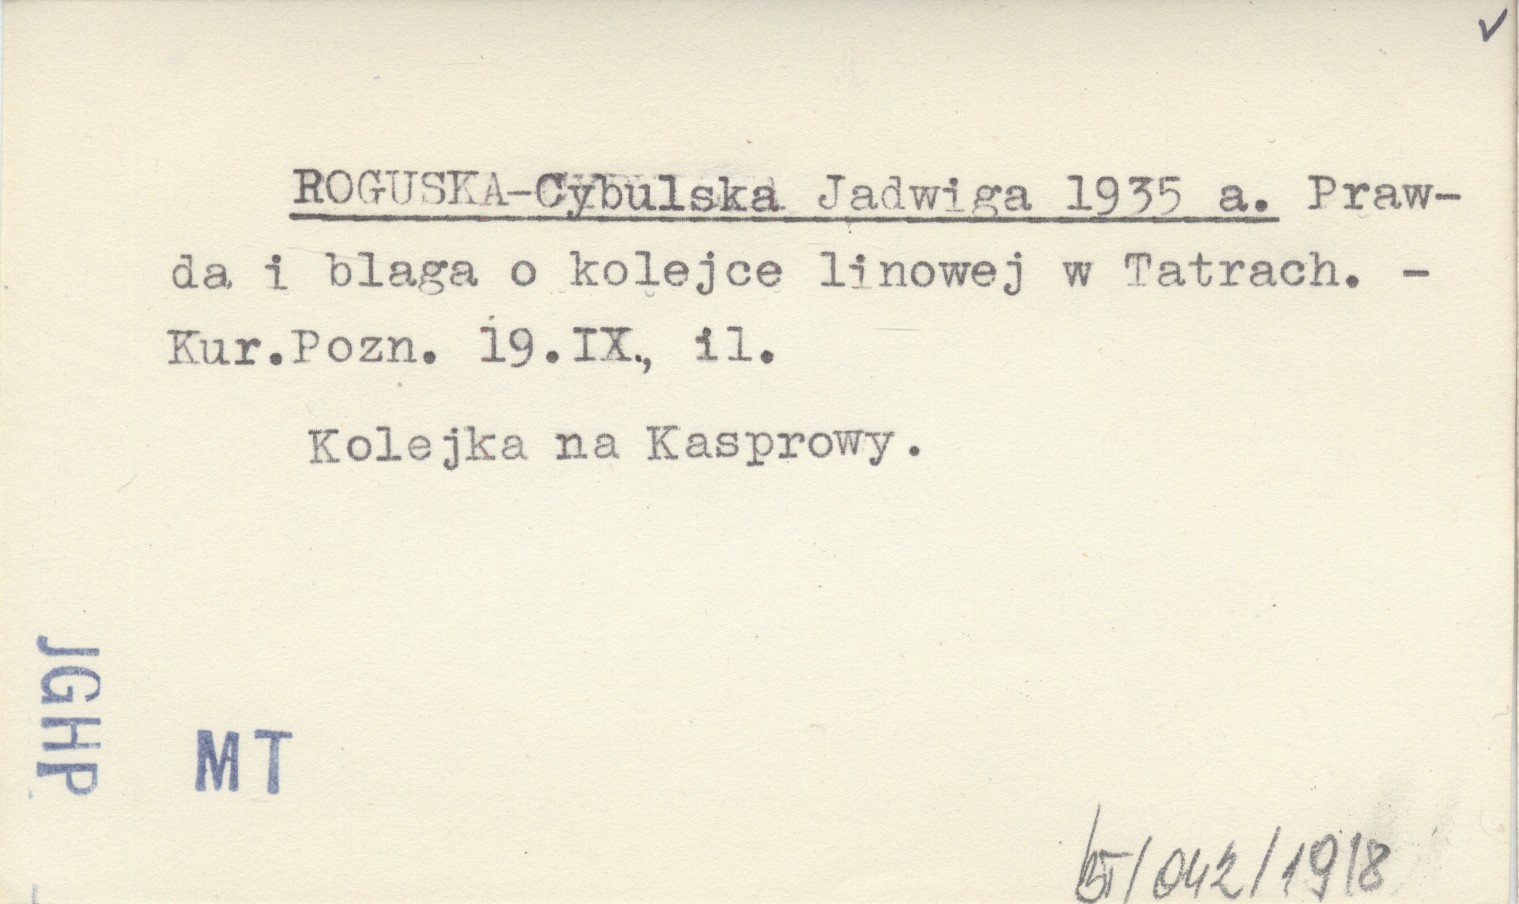 ✓
ROGUSKA-Cybulska Jadwiga 1935 a. Praw-
da i blaga o kolejce linowej w Tatrach. -
Kur.Pozn. 19.IX., il.
Kolejka na Kasprowy.
JGHP
MT
/042/1918